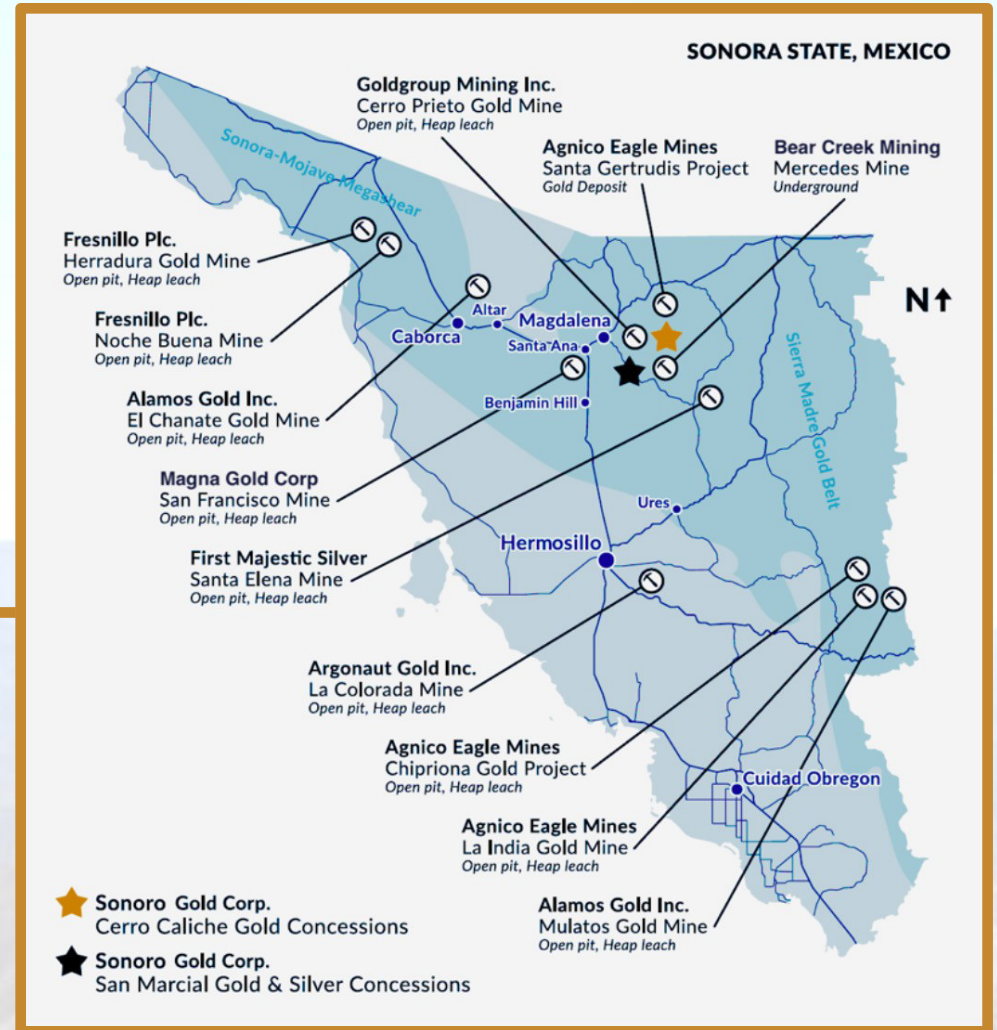 SONORA STATE, MEXICO
Goldgroup Mining Inc.
Cerro Prieto Gold Mine
Open pit, Heap leach
Agnico Eagle Mines
Santa Gertrudis Project
Gold Deposit
Bear Creek Mining
Mercedes Mine
Underground
Sonora-Mojave Megashear
Fresnillo Plc.
Herradura Gold Mine
Open pit, Heap leach
N
Fresnillo Plc.
Noche Buena Mine
Open pit, Heap leach
Altar
Caborca
Magdalena
Santa Ana
Sierra Madre Gold Belt
Alamos Gold Inc.
El Chanate Gold Mine
Open pit, Heap leach
Benjamin Hill
Magna Gold Corp
San Francisco Mine
Open pit, Heap leach
Ures
Hermosillo
First Majestic Silver
Santa Elena Mine
Open pit, Heap leach
Argonaut Gold Inc.
La Colorada Mine
Open pit, Heap leach
Agnico Eagle Mines
Chipriona Gold Project
Open pit, Heap leach
Cuidad Obregon
Agnico Eagle Mines
La India Gold Mine
Open pit, Heap leach
Alamos Gold Inc.
Mulatos Gold Mine
Open pit, Heap leach
Sonoro Gold Corp.
Cerro Caliche Gold Concessions
Sonoro Gold Corp.
San Marcial Gold & Silver Concessions